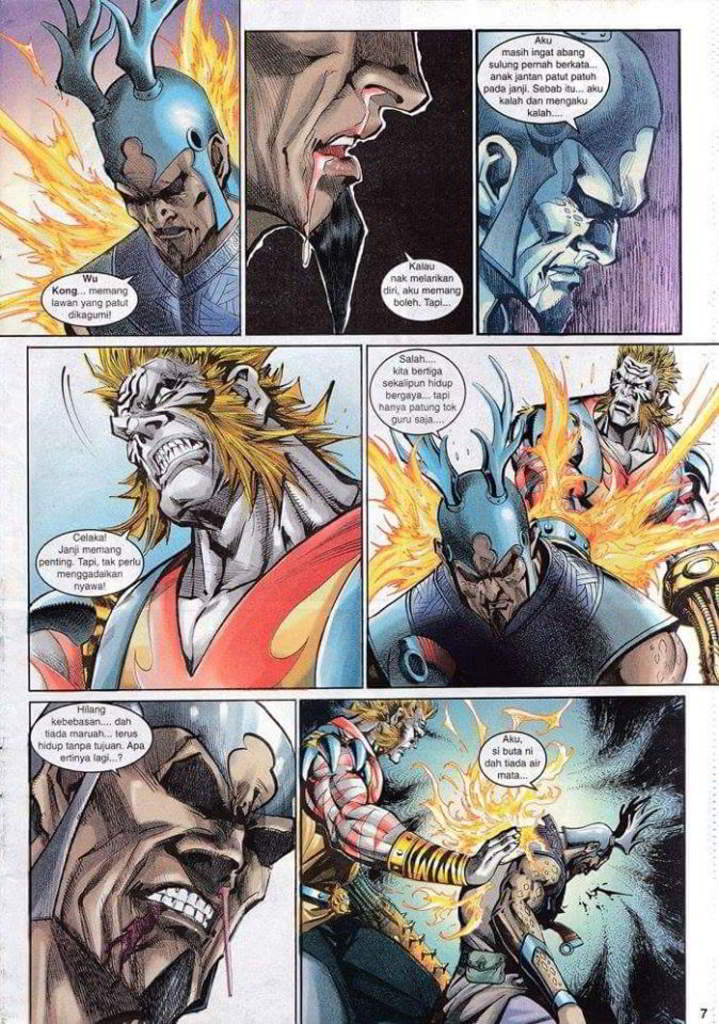 Wu
Kong... memang
lawan yang patut
dikagumi!
Kalau
nak melarikan
diri, aku memang
boleh. Tapi...
Aku
masih ingat abang
sulung pernah berkata...
anak jantan patut patuh
pada janji. Sebab itu... aku
kalah dan mengaku
kalah....
Celaka!
Janji memang
penting. Tapi, tak perlu
menggadaikan
nyawa!
Salah....
kita bertiga
sekalipun hidup
bergaya... tapi
hanya patung tok
guru saja....
Hilang
kebebasan.... dah
tiada maruah... terus
hidup tanpa tujuan. Apa
ertinya lagi...?
Aku,
si buta ni
dah tiada air
mata...
7